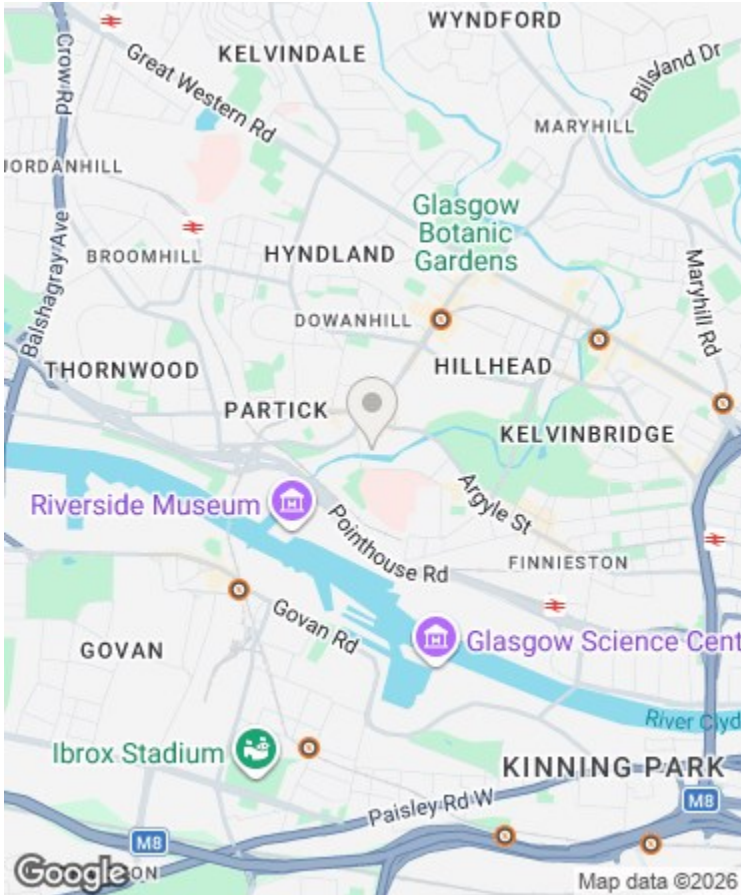 WYNDFORD
KELVINDALE
Crow Rd
Great Western Rd
Bilsland Dr
MARYHILL
JORDANHILL
Glasgow
Botanic
Gardens
BROOMHILL
HYNDLAND
Maryhill Rd
Balshagray Ave
DOWANHILL
THORNWOOD
HILLHEAD
PARTICK
KELVINBRIDGE
Riverside Museum
Argyle St
Pointhouse Rd
FINNIESTON
Govan Rd
GOVAN
Glasgow Science Cent
River Clyd
Ibrox Stadium
KINNING PARK
Paisley Rd W
M8
M8
Google
Map data ©2026